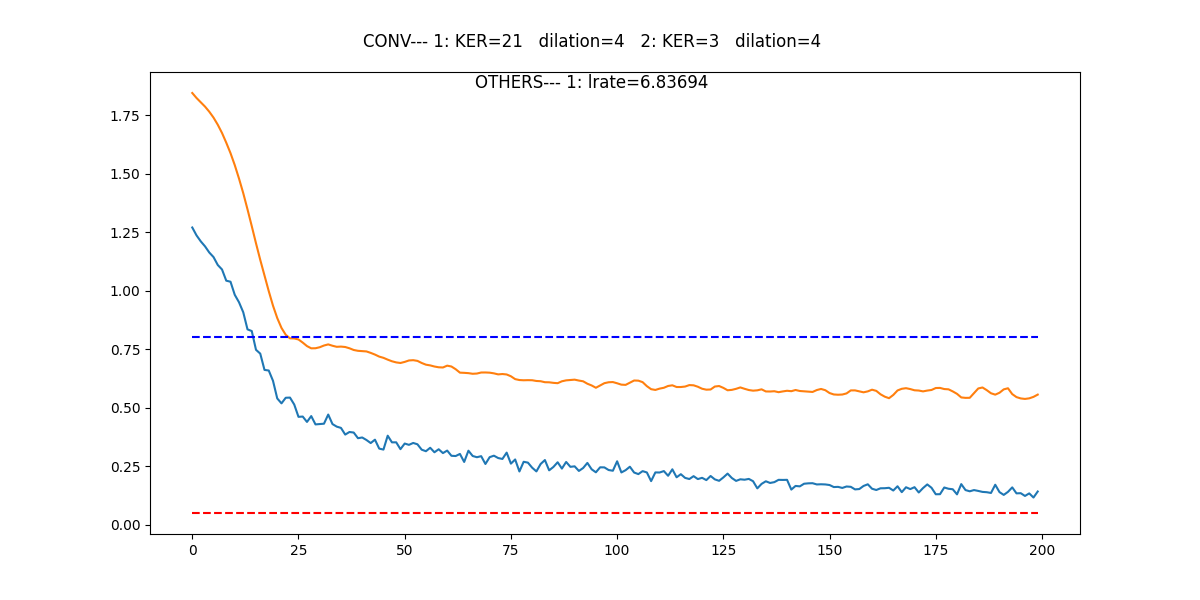 CONV--- 1: KER=21   dilation=4   2: KER=3   dilation=4
OTHERS--- 1: lrate=6.83694
1.75
1.50
1.25
1.00
0.75
0.50
0.25
0.00
0 25 50 75 100 125 150 175 200